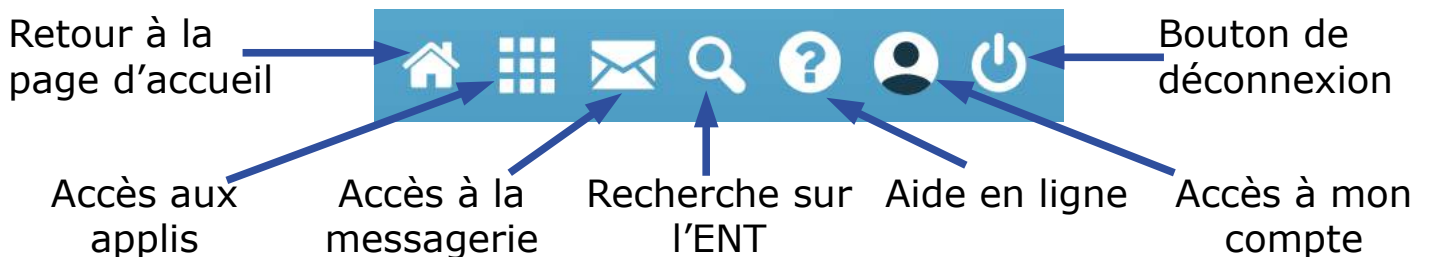 Retour à la
page d’accueil
Bouton de
déconnexion
Accès aux
applis
Accès à la
messagerie
Recherche sur
l’ENT
Aide en ligne
Accès à mon
compte